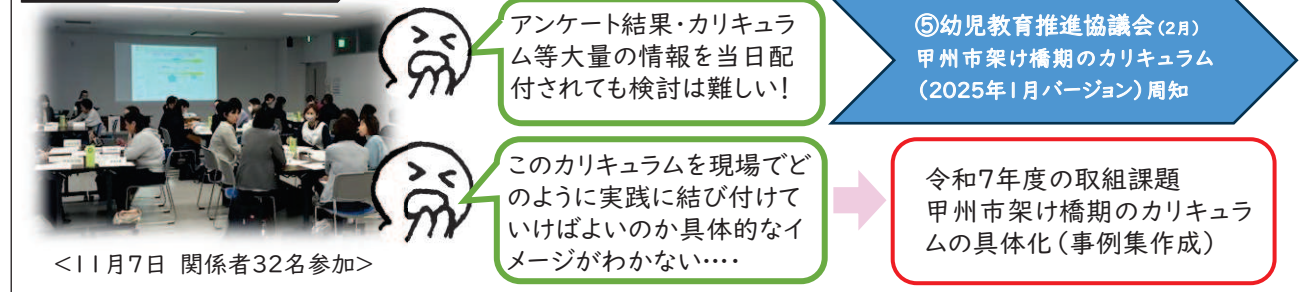 アンケート結果・カリキュラ
ム等大量の情報を当日配
付されても検討は難しい!
⑤幼児教育推進協議会(2月)
甲州市架け橋期のカリキュラム
(2025年1月バージョン)周知
このカリキュラムを現場でど
のように実践に結び付けて
いけばよいのか具体的なイ
メージがわかない‥‥
令和7年度の取組課題
甲州市架け橋期のカリキュラ
ムの具体化(事例集作成)
<11月7日 関係者32名参加>